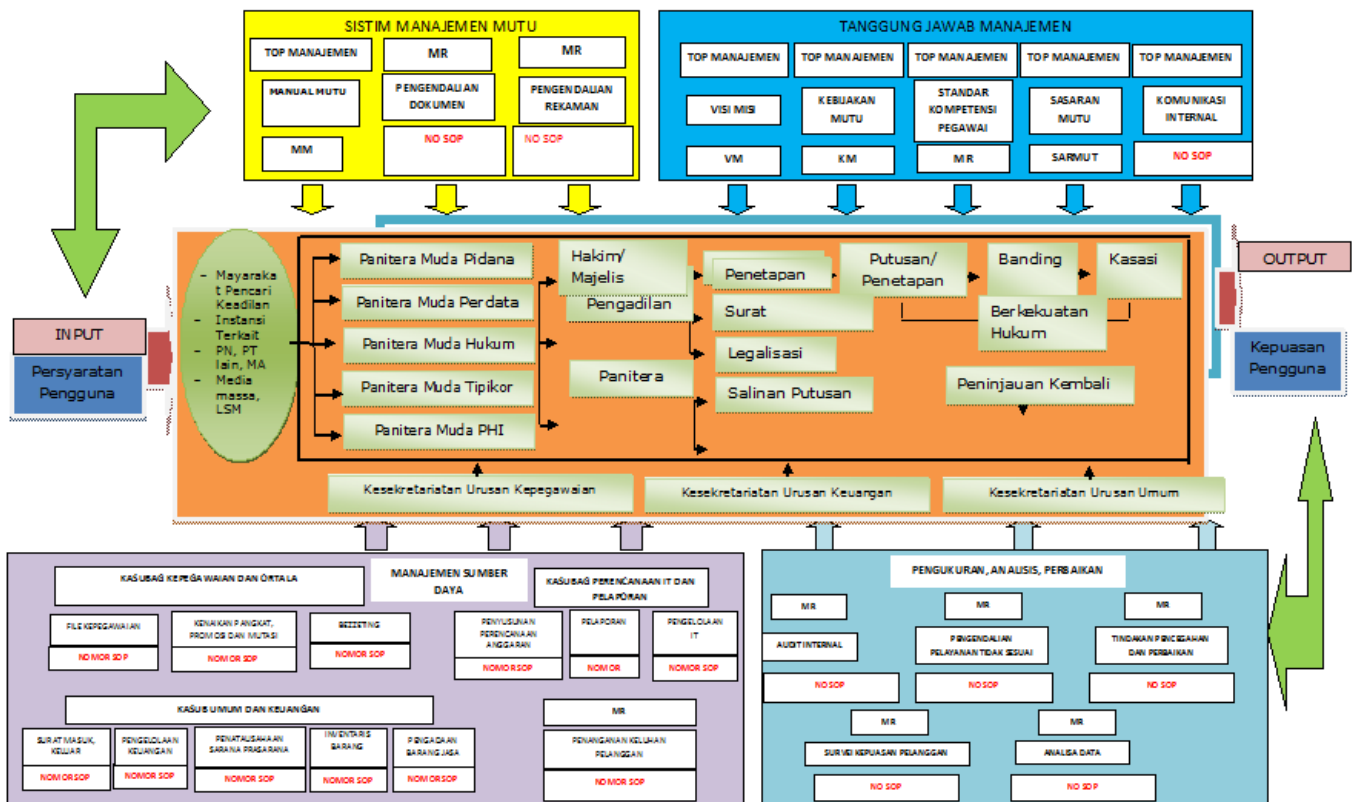 SISTIM MANAJEMEN MUTU
TOP MANAJEMEN
MR
MR
MANUAL MUTU
PENGENDALIAN
DOKUMEN
PENGENDALIAN
REKAMAN
MM
NO SOP
NO SOP
TANGGUNG JAWAB MANAJEMEN
TOP MANAJEMEN
TOP MANAJEMEN
TOP MANAJEMEN
TOP MANAJEMEN
TOP MANAJEMEN
VISI MISI
KEBIJAKAN
MUTU
STANDAR
KOMPETENSI
PEGAWAI
SASARAN
MUTU
KOMUNIKASI
INTERNAL
VM
KM
MR
SARMUT
NO SOP
INPUT
Persyaratan
Pengguna
– Mayaraka
t Pencari
Keadilan
– Instansi
Terkait
– PN, PT
lain, MA
– Media
massa,
LSM
Panitera Muda Pidana
Panitera Muda Perdata
Panitera Muda Hukum
Panitera Muda Tipikor
Panitera Muda PHI
Hakim/
Majelis
Pengadilan
Panitera
Penetapan
Surat
Legalisasi
Salinan Putusan
Putusan/
Penetapan
Banding
Kasasi
Berkekuatan
Hukum
Peninjauan Kembali
OUTPUT
Kepuasan
Pengguna
Kesekretariatan Urusan Kepegawaian
Kesekretariatan Urusan Keuangan
Kesekretariatan Urusan Umum
MANAJEMEN SUMBER
DAYA
KASUBAG KEPEGAWAIAN DAN ORTALA
KASUBAG PERENCANAAN IT DAN
PELAPORAN
FILE KEPEGAWAIAN
NOMOR SOP
KENAIKAN PANGKAT,
PROMOSI DAN MUTASI
NOMOR SOP
BEZZETING
NOMOR SOP
PENYUSUNAN
PERENCANAAN
ANGGARAN
NOMOR SOP
PELAPORAN
NOMOR
PENGELOLAAN
IT
NOMOR SOP
KASUB UMUM DAN KEUANGAN
SURAT MASUK,
KELUAR
NOMOR SOP
PENGELOLAAN
KEUANGAN
NOMOR SOP
PENATAUSAHAAN
SARANA PRASARANA
NOMOR SOP
INVENTARIS
BARANG
NOMOR SOP
PENGADAAN
BARANG JASA
NOMOR SOP
MR
PENANGANAN KELUHAN
PELANGGAN
NOMOR SOP
PENGUKURAN, ANALISIS, PERBAIKAN
MR
AUDIT INTERNAL
NO SOP
MR
PENGENDALIAN
PELAYANAN TIDAK SESUAI
NO SOP
MR
TINDAKAN PENCEGAHAN
DAN PERBAIKAN
NO SOP
MR
SURVEI KEPUASAN PELANGGAN
NO SOP
MR
ANALISA DATA
NO SOP